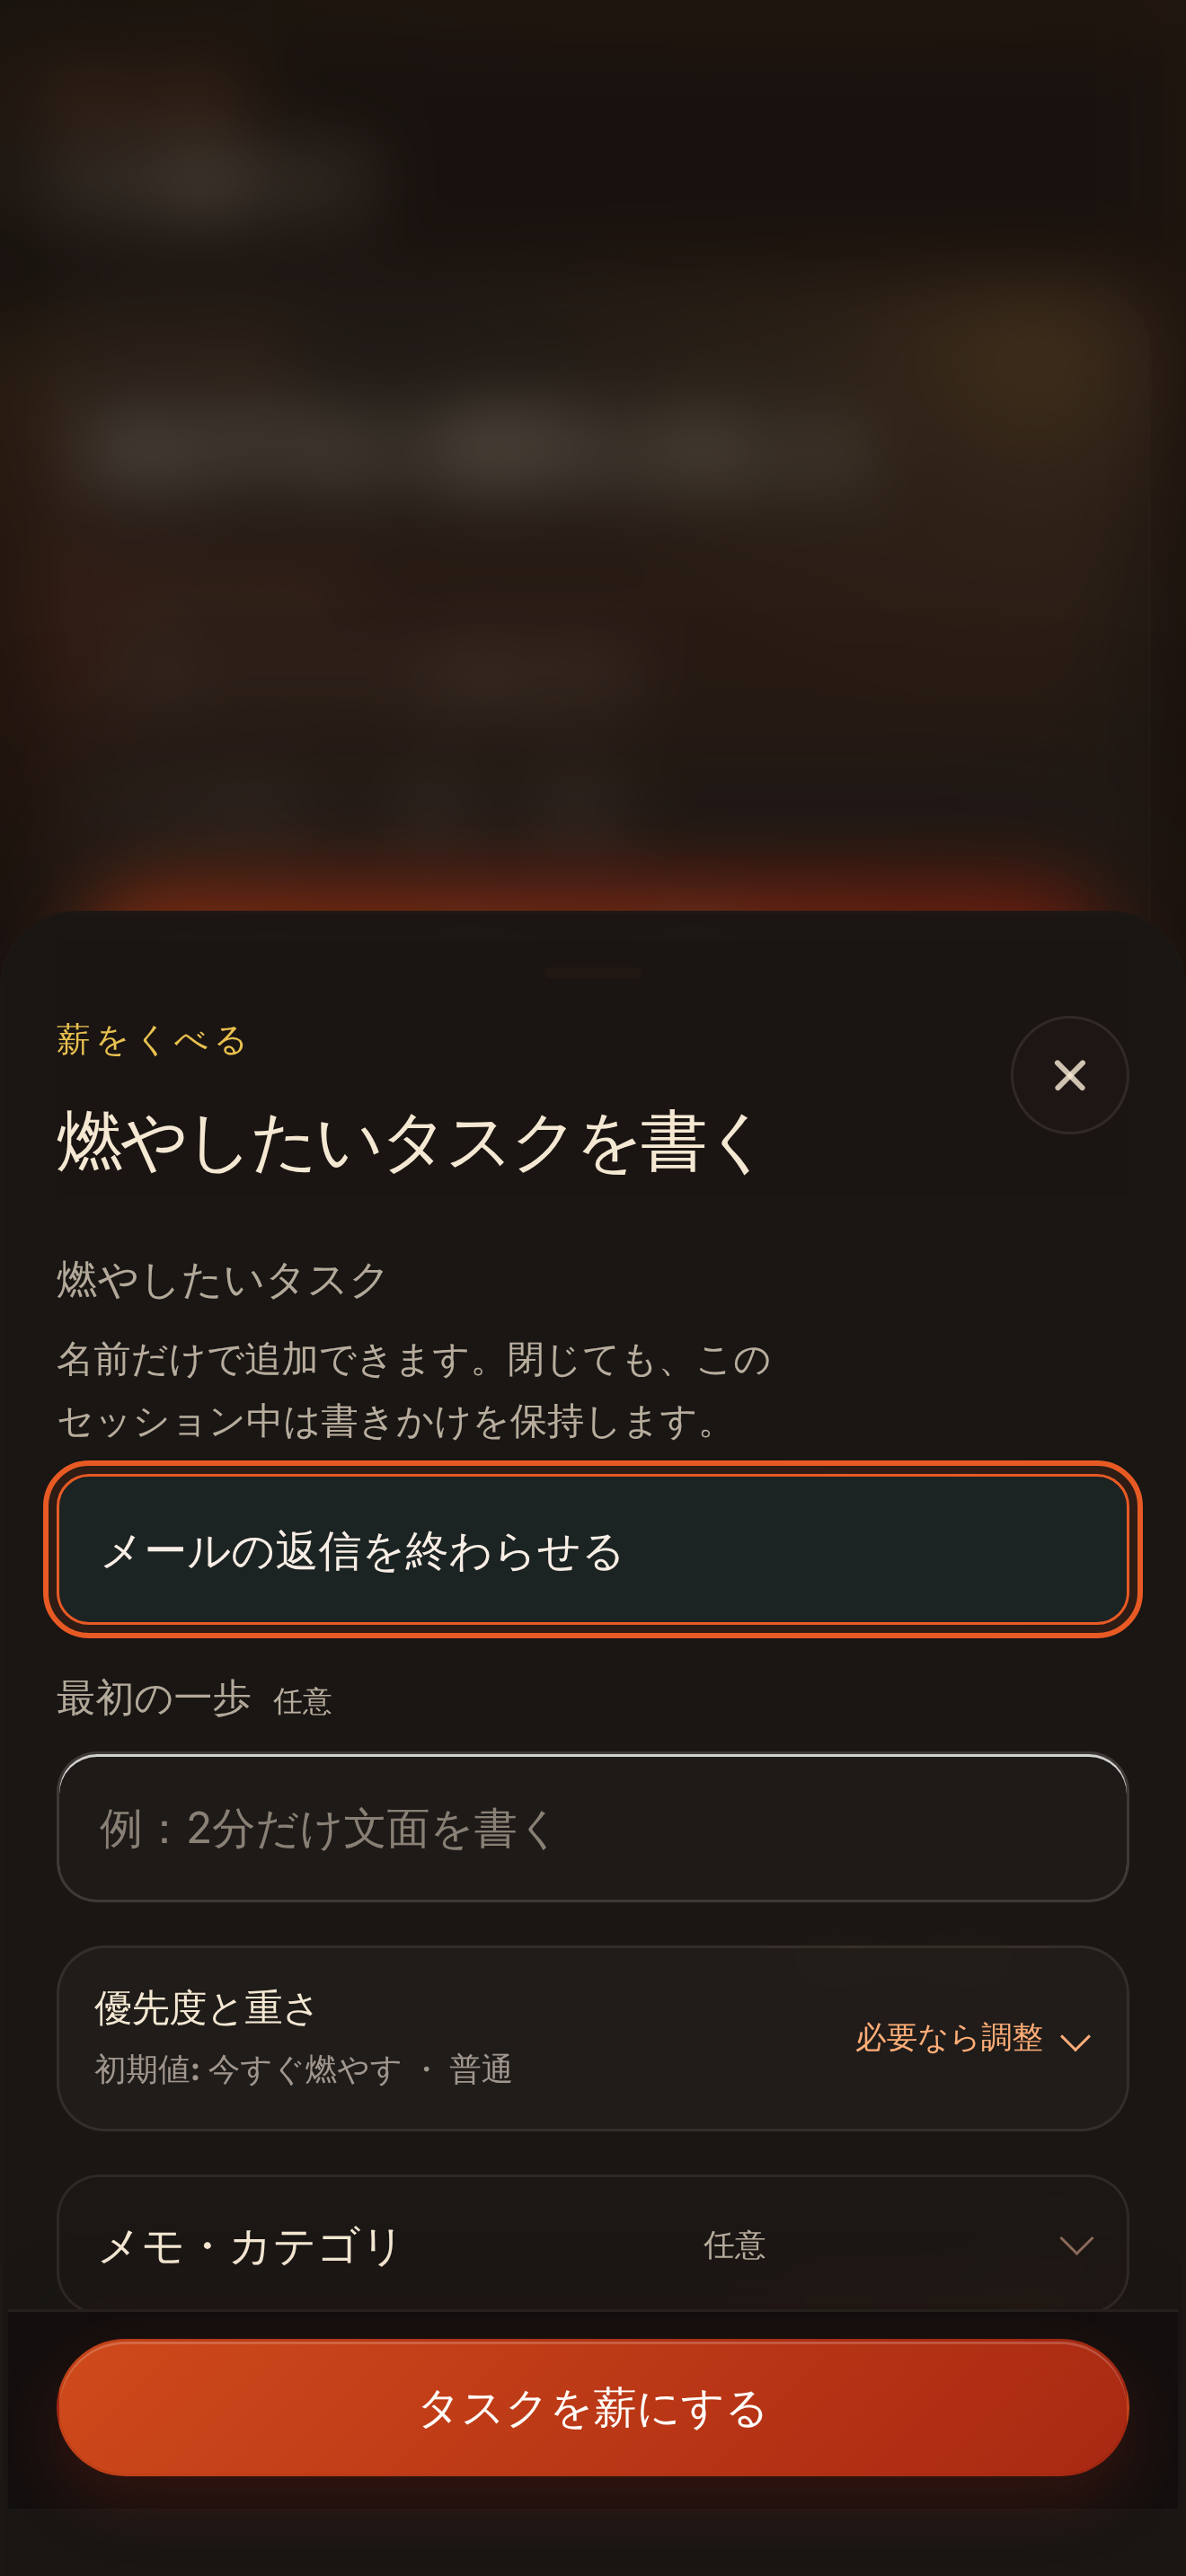 薪をくべる
燃やしたいタスクを書く
燃やしたいタスク
名前だけで追加できます。閉じても、この
セッション中は書きかけを保持します。
メールの返信を終わらせる
最初の一歩 任意
例：2分だけ文面を書く
優先度と重さ
必要なら調整
初期値: 今すぐ燃やす ・ 普通
メモ・カテゴリ 任意
タスクを薪にする